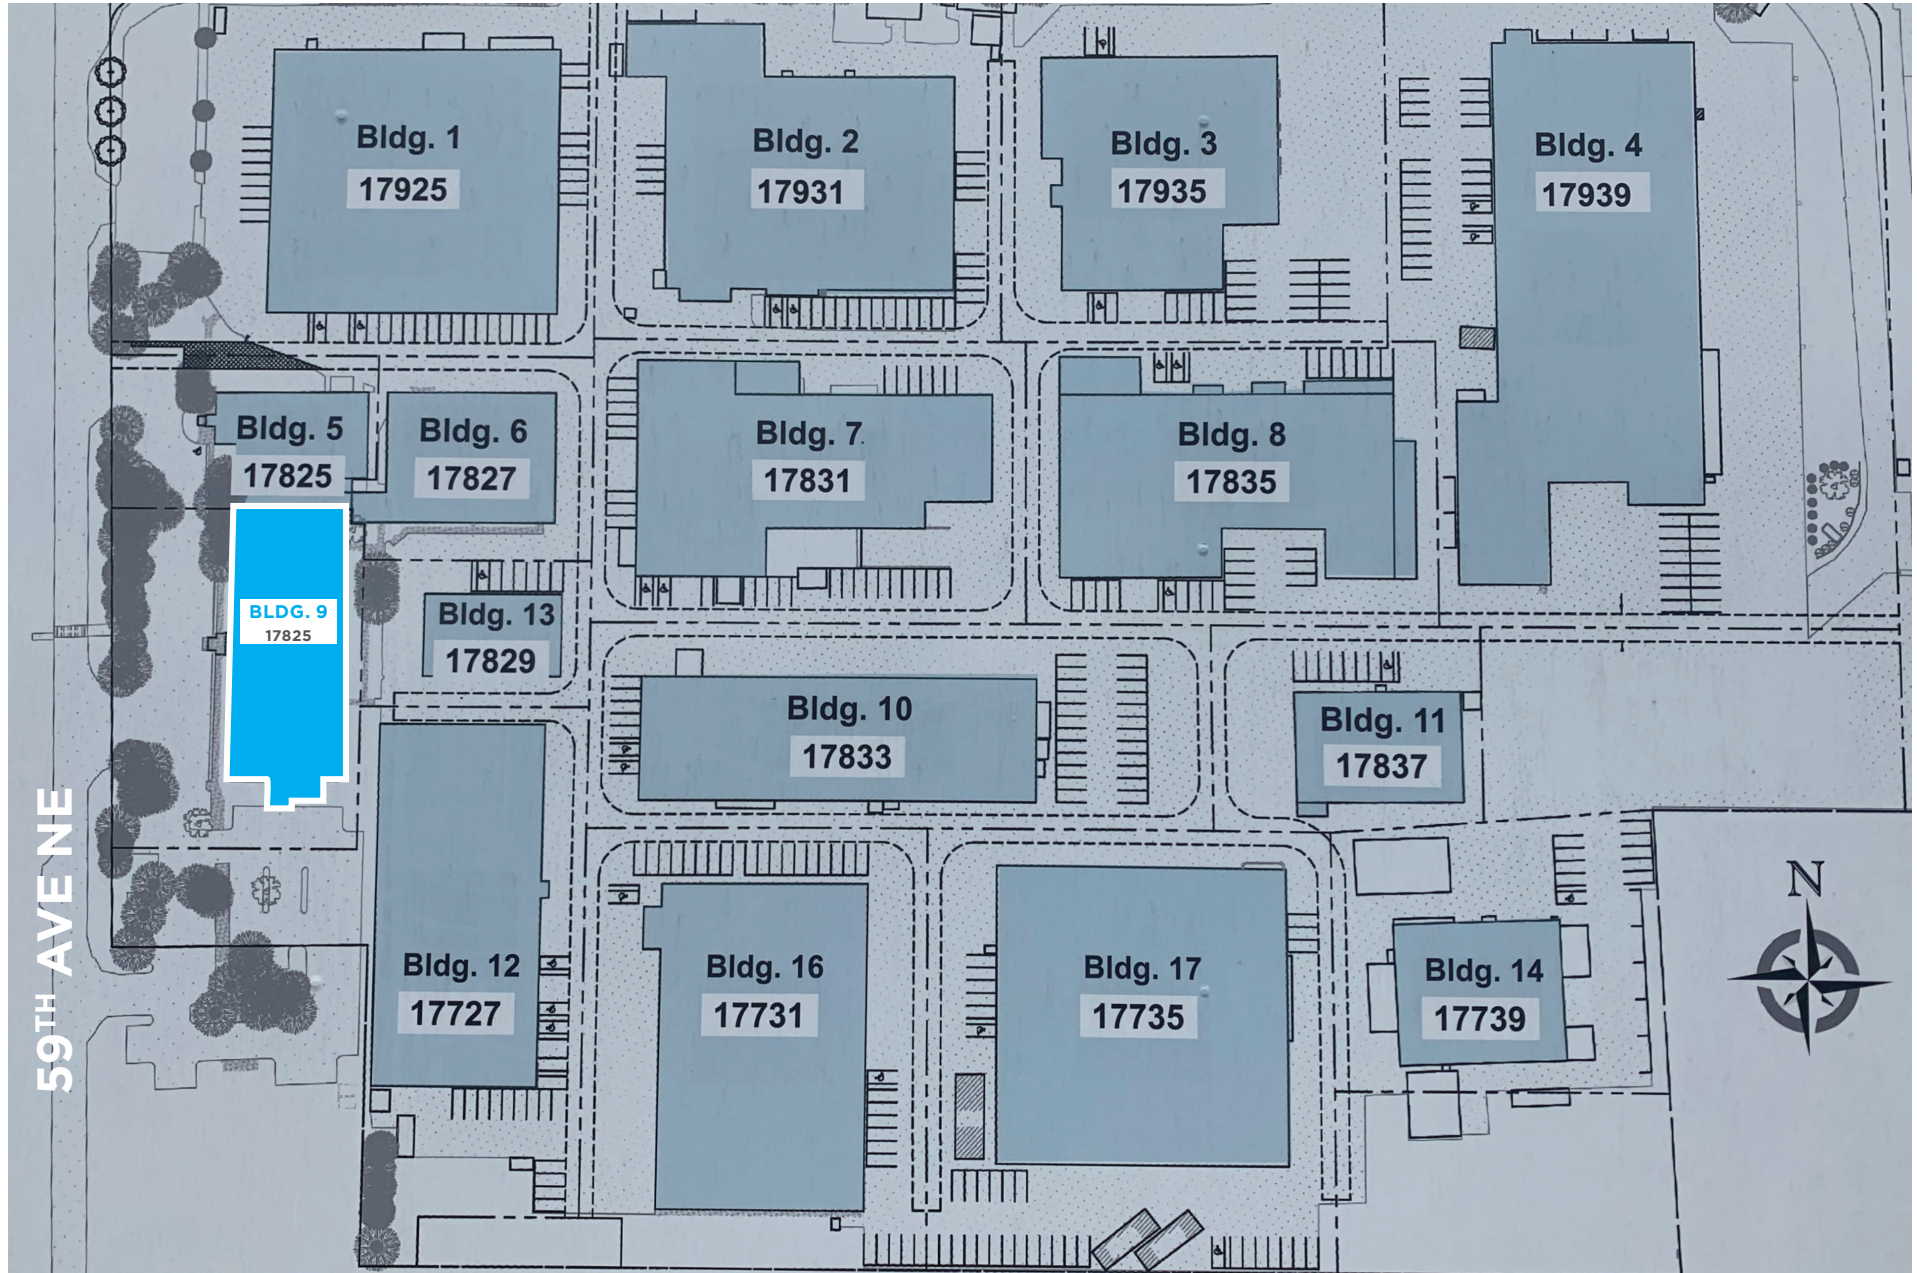 Bldg. 1
17925
Bldg. 2
17931
Bldg. 3
17935
Bldg. 4
17939
Bldg. 5
17825
Bldg. 6
17827
Bldg. 7
17831
Bldg. 8
17835
BLDG. 9
17825
Bldg. 13
17829
Bldg. 10
17833
Bldg. 11
17837
59TH AVE NE
Bldg. 12
17727
Bldg. 16
17731
Bldg. 17
17735
Bldg. 14
17739
N